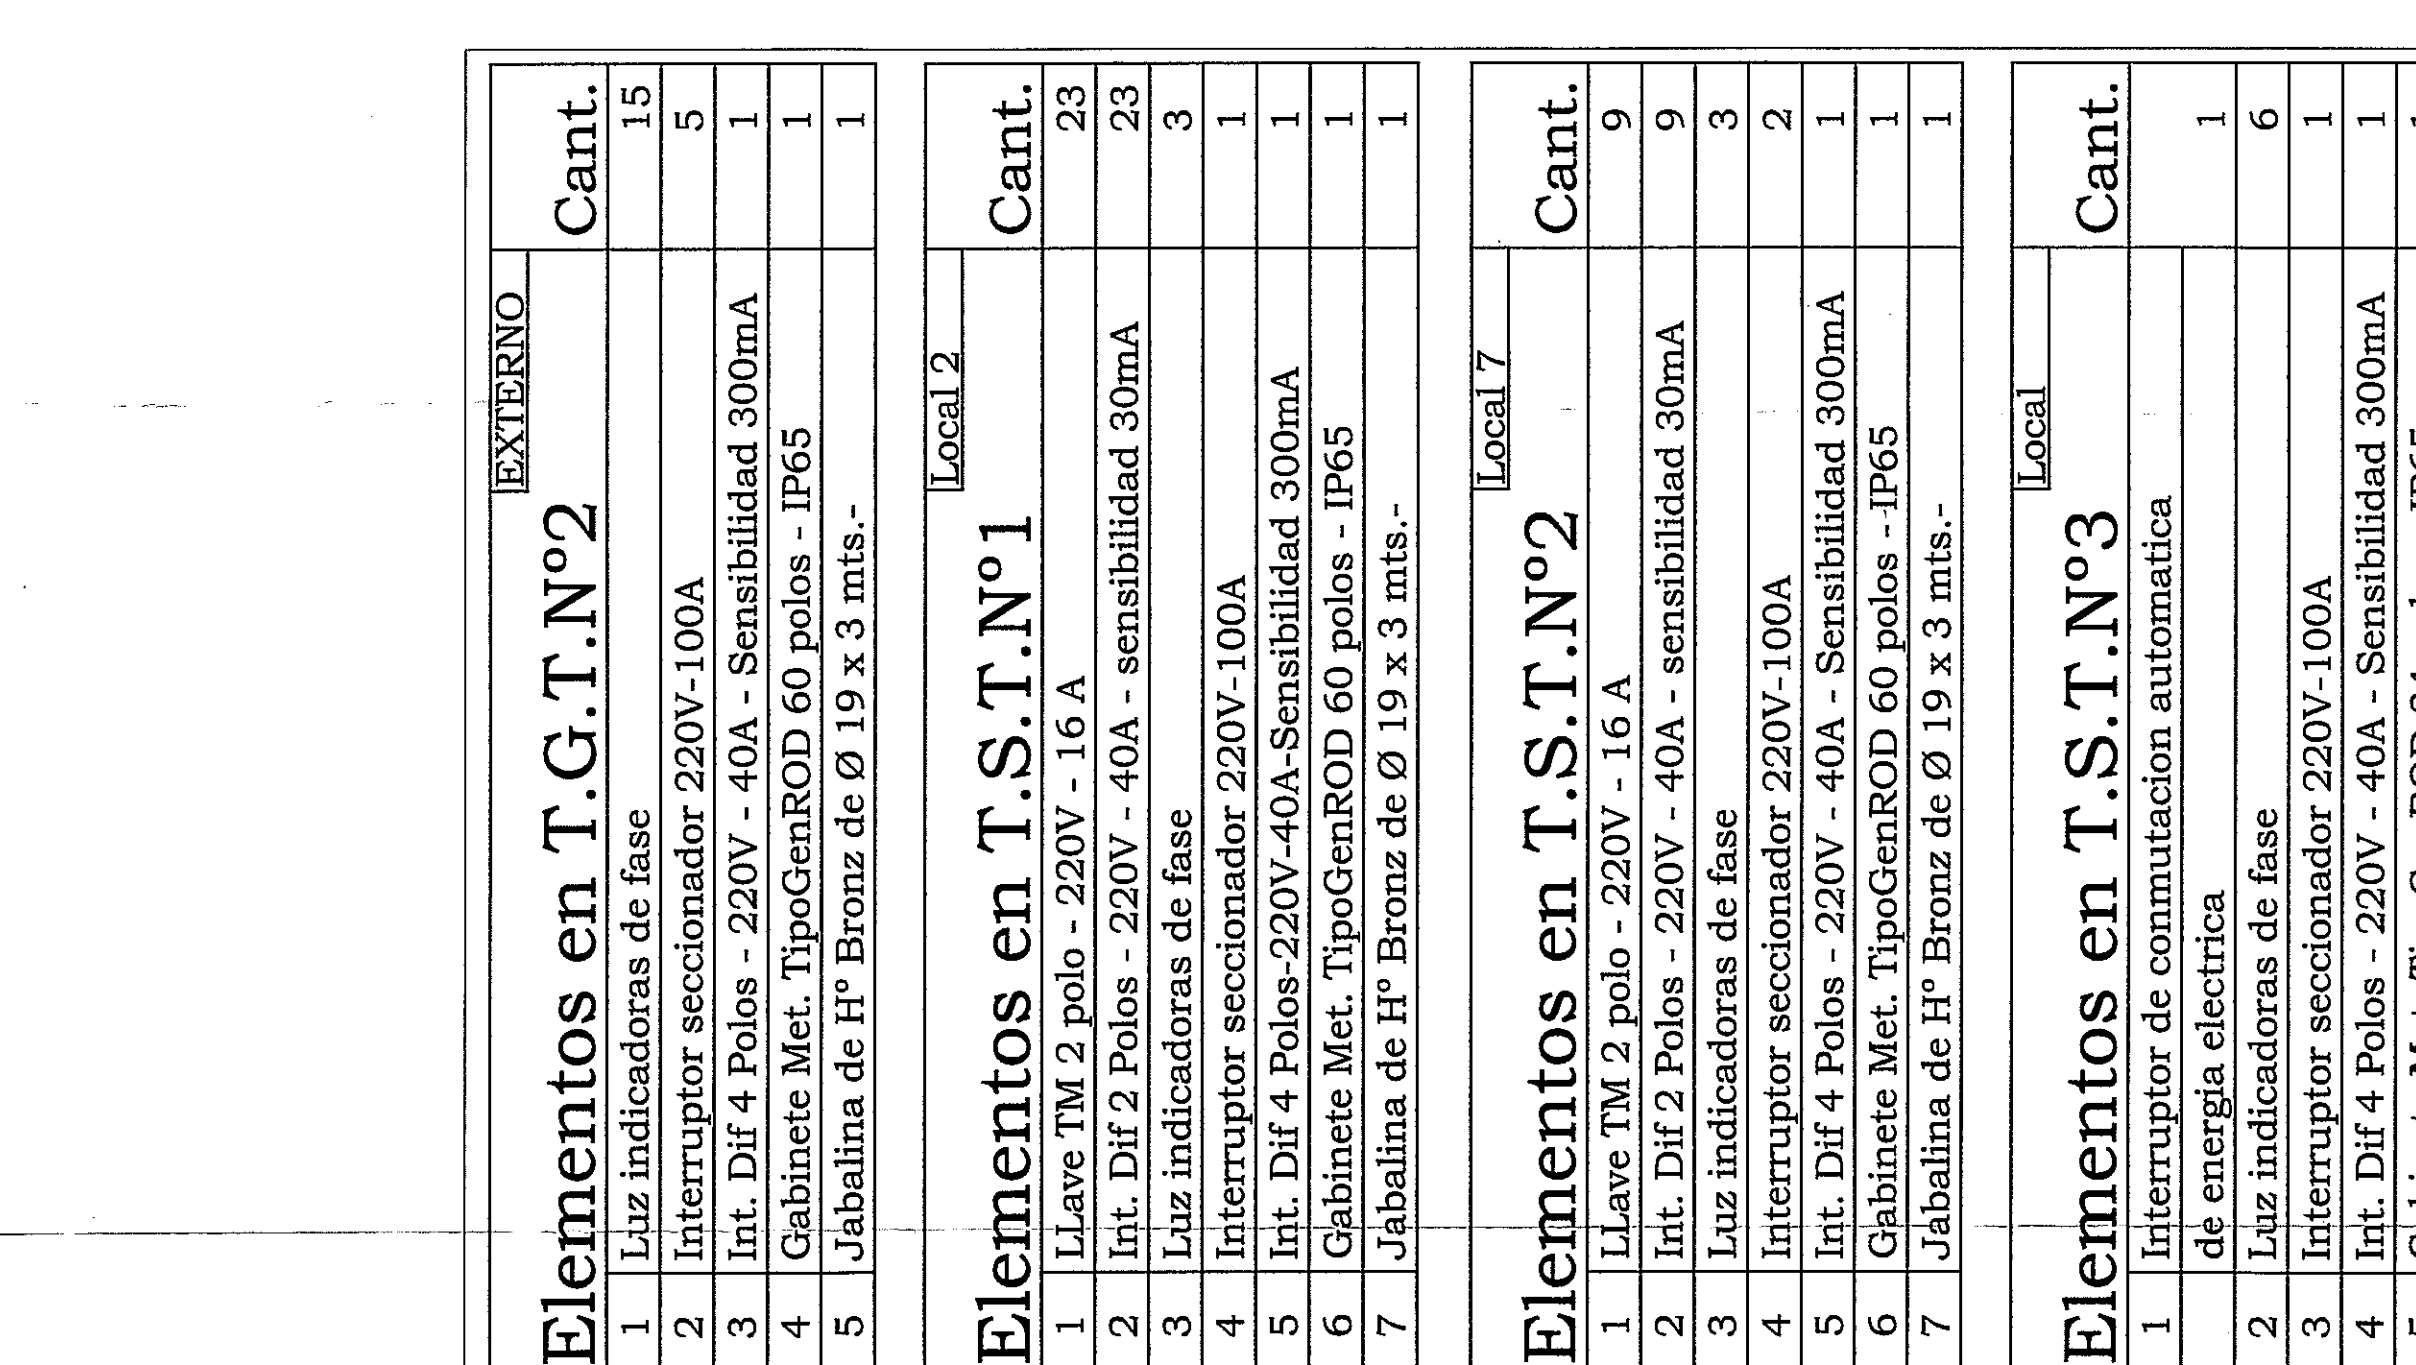 EXTERNO
Elementos en T.G.T.Nº2 Cant.
1 Luz indicadoras de fase 15
2 Interruptor seccionador 220V-100A 5
3 Int. Dif 4 Polos - 220V - 40A - Sensibilidad 300mA 1
4 Gabinete Met. TipoGenROD 60 polos - IP65 1
5 Jabalina de Hº Bronz de Ø 19 x 3 mts.- 1
Local 2
Elementos en T.S.T.Nº1 Cant.
1 LLave TM 2 polo - 220V - 16 A 23
2 Int. Dif 2 Polos - 220V - 40A - sensibilidad 30mA 23
3 Luz indicadoras de fase 3
4 Interruptor seccionador 220V-100A 1
5 Int. Dif 4 Polos-220V-40A-Sensibilidad 300mA 1
6 Gabinete Met. TipoGenROD 60 polos - IP65 1
7 Jabalina de Hº Bronz de Ø 19 x 3 mts.- 1
Local 7
Elementos en T.S.T.Nº2 Cant.
1 LLave TM 2 polo - 220V - 16 A 9
2 Int. Dif 2 Polos - 220V - 40A - sensibilidad 30mA 9
3 Luz indicadoras de fase 3
4 Interruptor seccionador 220V-100A 2
5 Int. Dif 4 Polos - 220V - 40A - Sensibilidad 300mA 1
6 Gabinete Met. TipoGenROD 60 polos - IP65 1
7 Jabalina de Hº Bronz de Ø 19 x 3 mts.- 1
Local
Elementos en T.S.T.Nº3 Cant.
1 Interruptor de conmutacion automatica
de energia electrica 1
2 Luz indicadoras de fase 6
3 Interruptor seccionador 220V-100A 1
4 Int. Dif 4 Polos - 220V - 40A - Sensibilidad 300mA 1